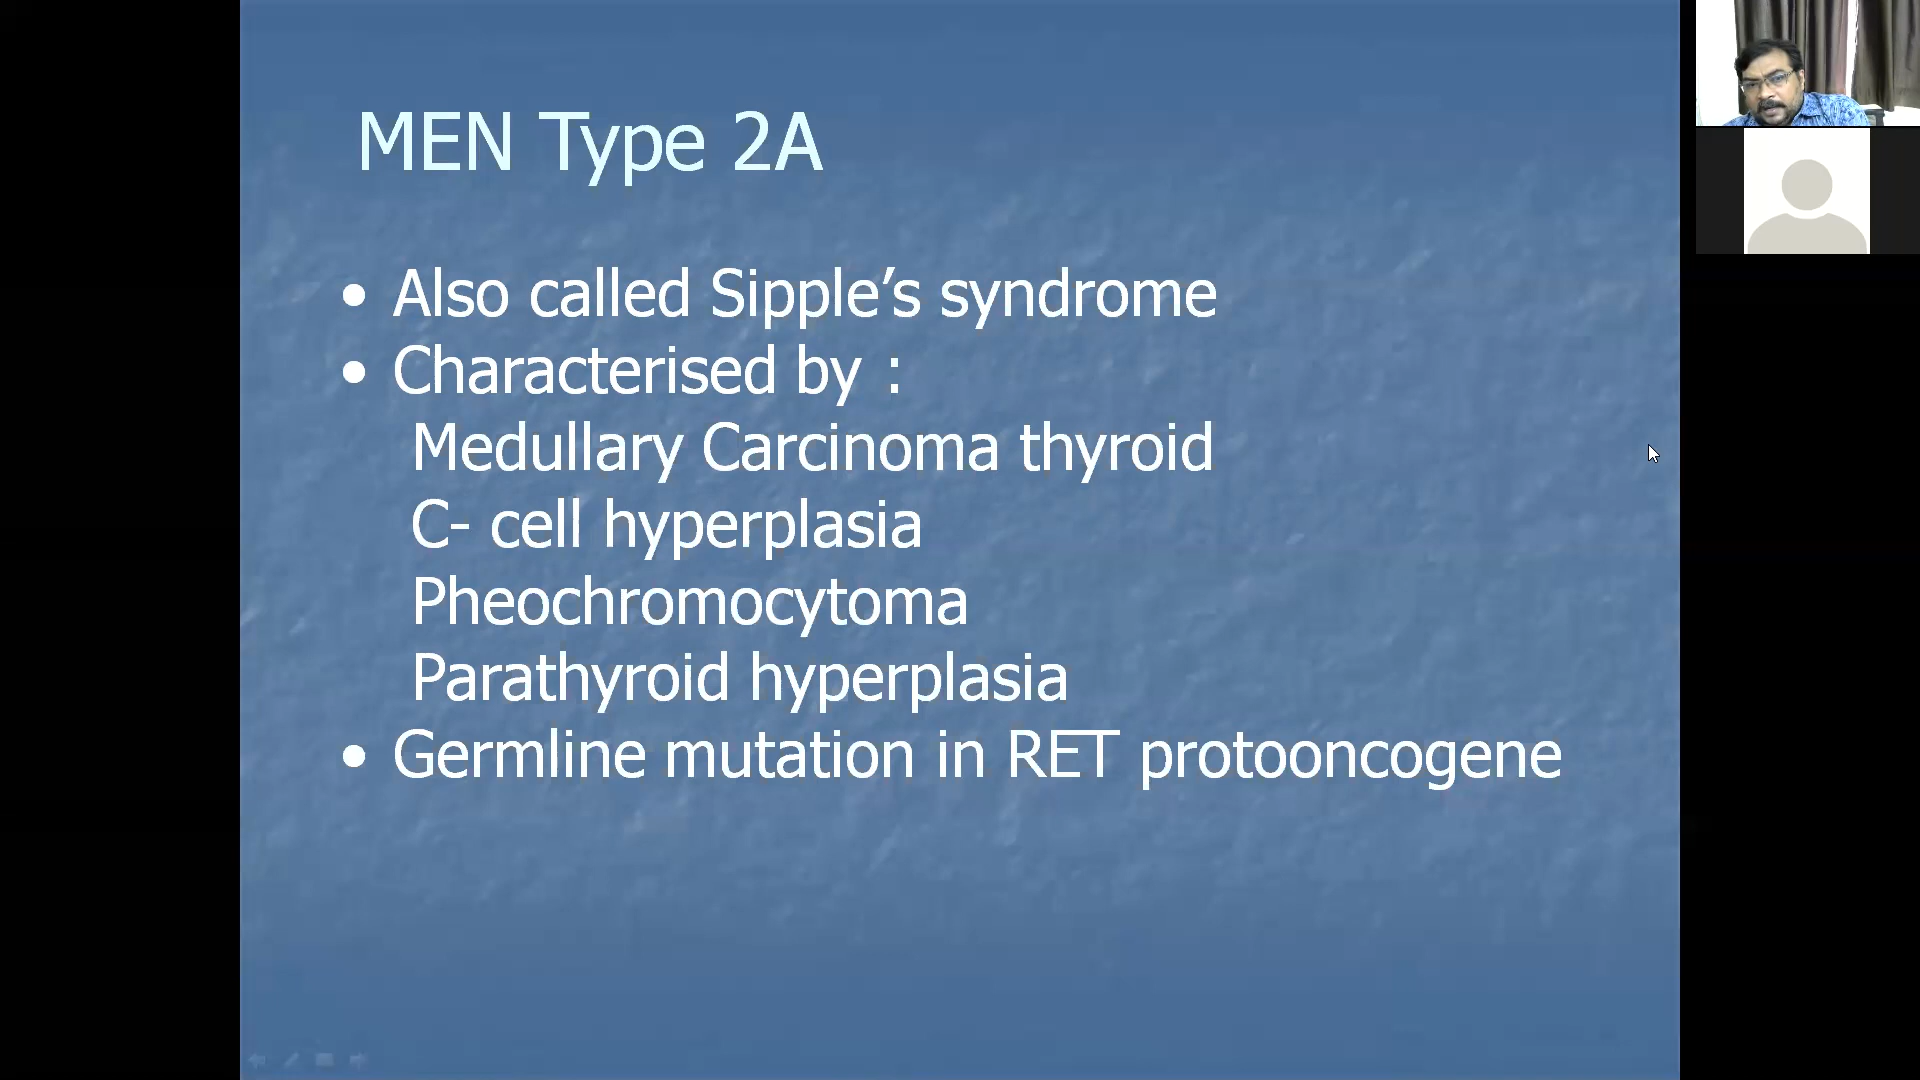 MEN Type 2A
• Also called Sipple’s syndrome
• Characterised by :
Medullary Carcinoma thyroid
C- cell hyperplasia
Pheochromocytoma
Parathyroid hyperplasia
• Germline mutation in RET protooncogene